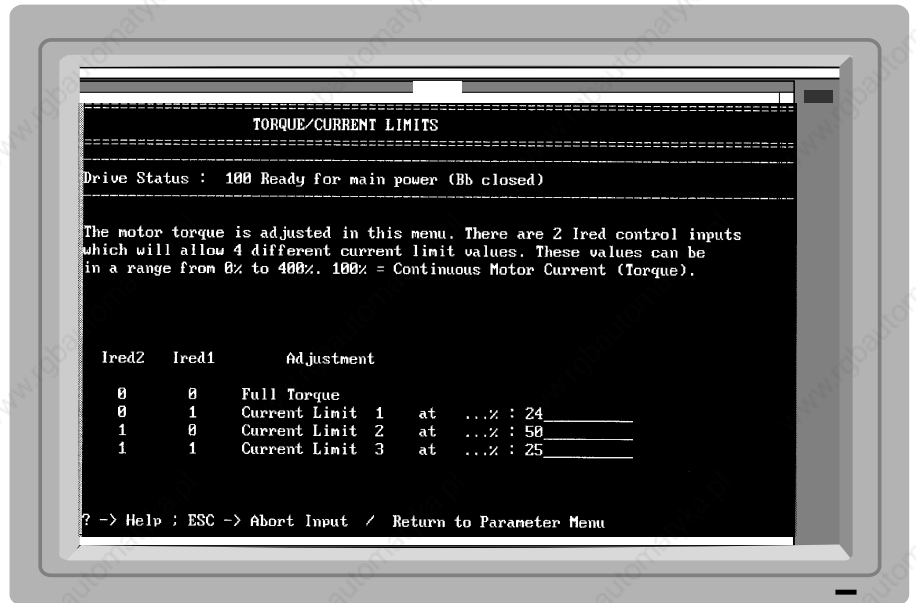 TORQUE/CURRENT LIMITS
Drive Status : 100 Ready for main power (Bb closed)
The motor torque is adjusted in this menu. There are 2 Ired control inputs
which will allow 4 different current limit values. These values can be
in a range from 0% to 400%. 100% = Continuous Motor Current (Torque).
Ired2 Ired1 Adjustment
0 0 Full Torque
0 1 Current Limit 1 at ...% : 24
1 0 Current Limit 2 at ...% : 50
1 1 Current Limit 3 at ...% : 25
? -> Help ; ESC -> Abort Input / Return to Parameter Menu